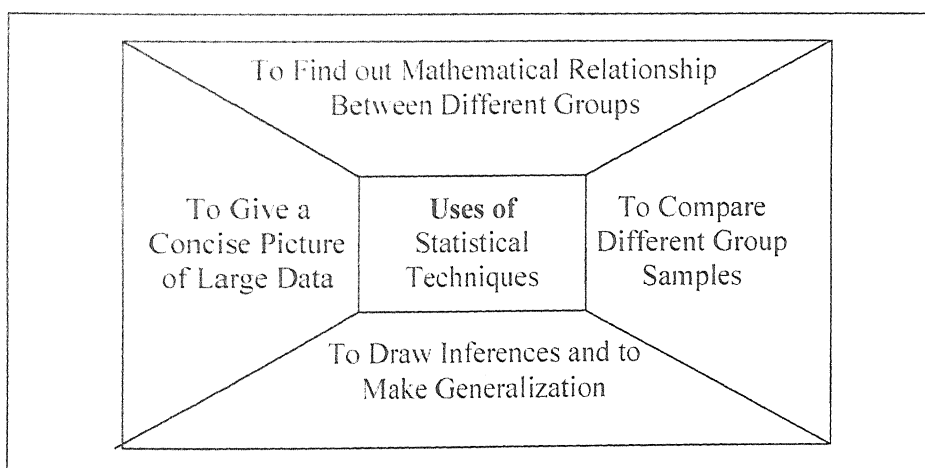 To Find out Mathematical Relationship
Between Different Groups
To Give a
Concise Picture
of Large Data
Uses of
Statistical
Techniques
To Compare
Different Group
Samples
To Draw Inferences and to
Make Generalization